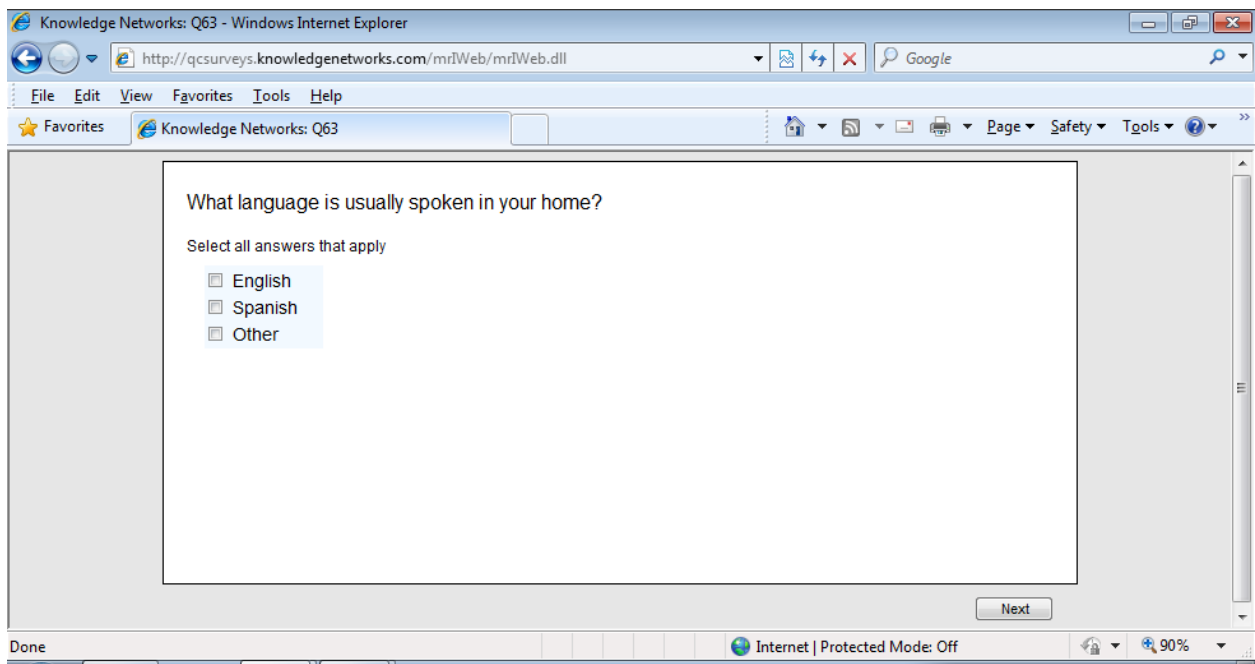 Knowledge Networks: Q63 - Windows Internet Explorer
http://qcsurveys.knowledgenetworks.com/mrIWeb/mrIWeb.dll
Google
File Edit View Favorites Tools Help
Favorites Knowledge Networks: Q63 Page Safety Tools
What language is usually spoken in your home?
Select all answers that apply
English
Spanish
Other
Next
Done Internet | Protected Mode: Off 90%